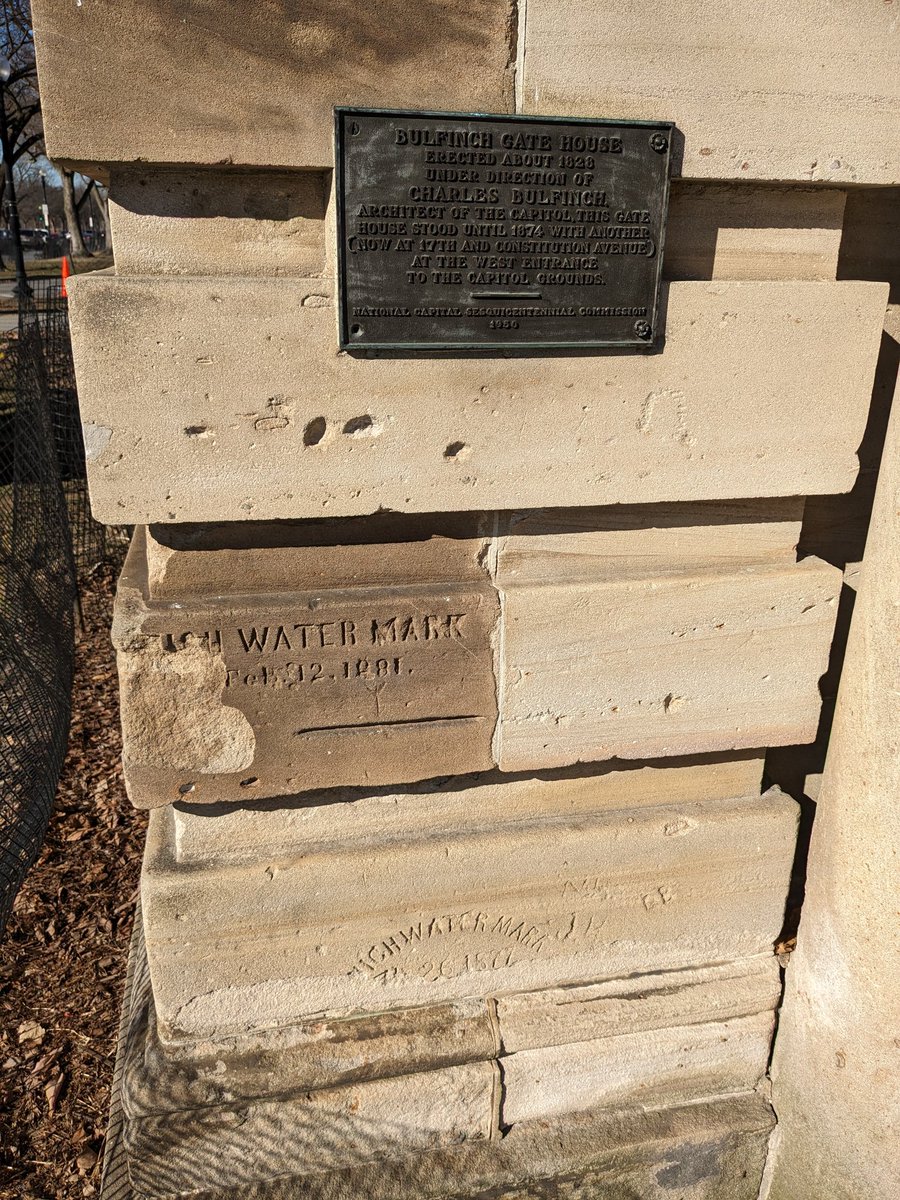 BULFINCH GATE HOUSE
ERECTED ABOUT 1828
UNDER DIRECTION OF
CHARLES BULFINCH,
ARCHITECT OF THE CAPITOL. THIS GATE
HOUSE STOOD UNTIL 1874 WITH ANOTHER
(NOW AT 17TH AND CONSTITUTION AVENUE)
AT THE WEST ENTRANCE
TO THE CAPITOL GROUNDS.
NATIONAL CAPITAL SESQUICENTENNIAL COMMISSION
1950
HIGH WATER MARK
FEB. 12, 1881.
HIGH WATER MARK